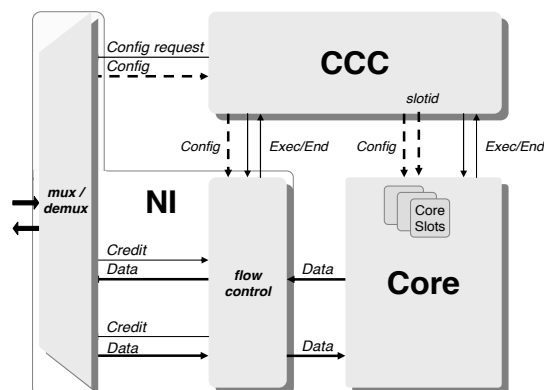 Config request
Config
CCC
slotid
Config
Exec/End
Config
Exec/End
mux /
demux
NI
Core
Slots
Credit
Data
flow
control
Data
Core
Credit
Data
Data